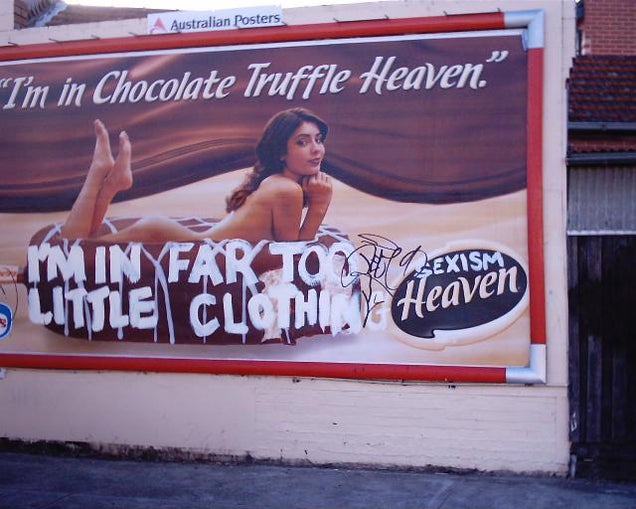 Australian Posters
"I'm in Chocolate Truffle Heaven."
I'M IN FAR TOO
LITTLE CLOTHING
SEXISM
Heaven